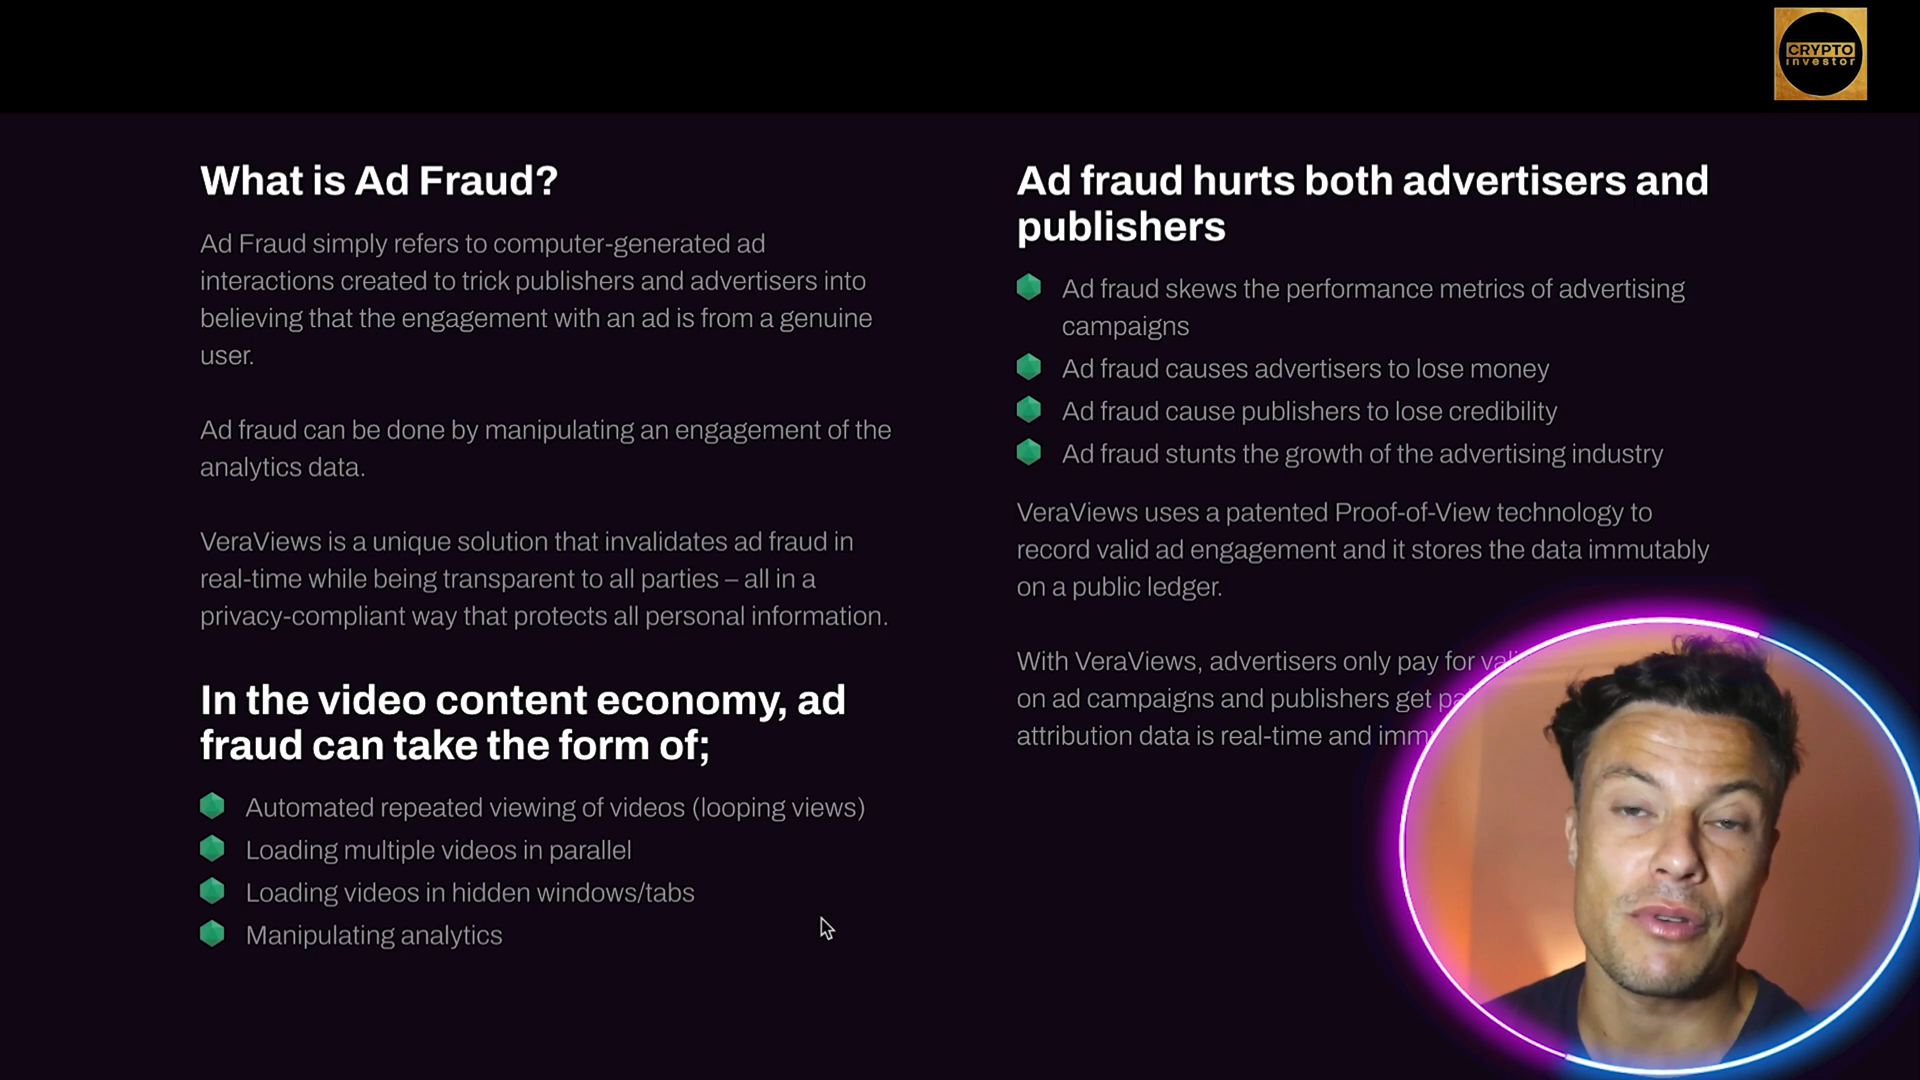 CRYPTO
investor
What is Ad Fraud?
Ad Fraud simply refers to computer-generated ad
interactions created to trick publishers and advertisers into
believing that the engagement with an ad is from a genuine
user.
Ad fraud can be done by manipulating an engagement of the
analytics data.
VeraViews is a unique solution that invalidates ad fraud in
real-time while being transparent to all parties – all in a
privacy-compliant way that protects all personal information.
In the video content economy, ad
fraud can take the form of;
Automated repeated viewing of videos (looping views)
Loading multiple videos in parallel
Loading videos in hidden windows/tabs
Manipulating analytics
Ad fraud hurts both advertisers and
publishers
Ad fraud skews the performance metrics of advertising
campaigns
Ad fraud causes advertisers to lose money
Ad fraud cause publishers to lose credibility
Ad fraud stunts the growth of the advertising industry
VeraViews uses a patented Proof-of-View technology to
record valid ad engagement and it stores the data immutably
on a public ledger.
With VeraViews, advertisers only pay for
on ad campaigns and publishers get
attribution data is real-time and